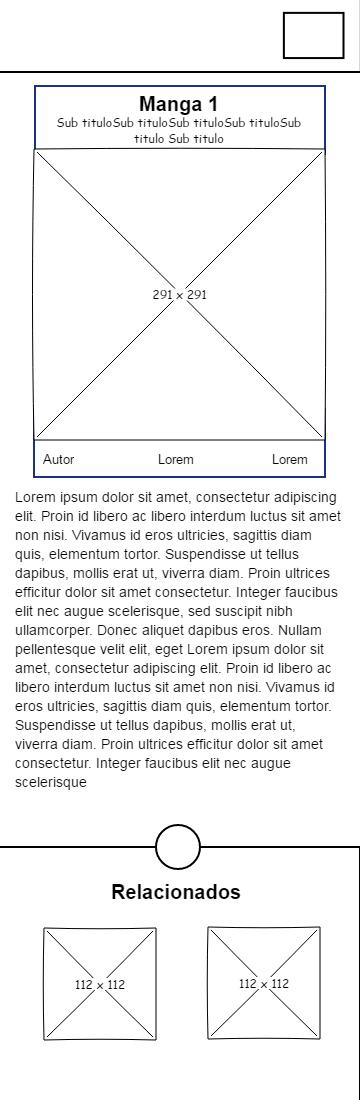 Manga 1
Sub tituloSub tituloSub tituloSub tituloSub
titulo Sub titulo
291 x 291
Autor Lorem Lorem
Lorem ipsum dolor sit amet, consectetur adipiscing
elit. Proin id libero ac libero interdum luctus sit amet
non nisi. Vivamus id eros ultricies, sagittis diam
quis, elementum tortor. Suspendisse ut tellus
dapibus, mollis erat ut, viverra diam. Proin ultrices
efficitur dolor sit amet consectetur. Integer faucibus
elit nec augue scelerisque, sed suscipit nibh
ullamcorper. Donec aliquet dapibus eros. Nullam
pellentesque velit elit, eget Lorem ipsum dolor sit
amet, consectetur adipiscing elit. Proin id libero ac
libero interdum luctus sit amet non nisi. Vivamus id
eros ultricies, sagittis diam quis, elementum tortor.
Suspendisse ut tellus dapibus, mollis erat ut,
viverra diam. Proin ultrices efficitur dolor sit amet
consectetur. Integer faucibus elit nec augue
scelerisque
Relacionados
112 x 112 112 x 112